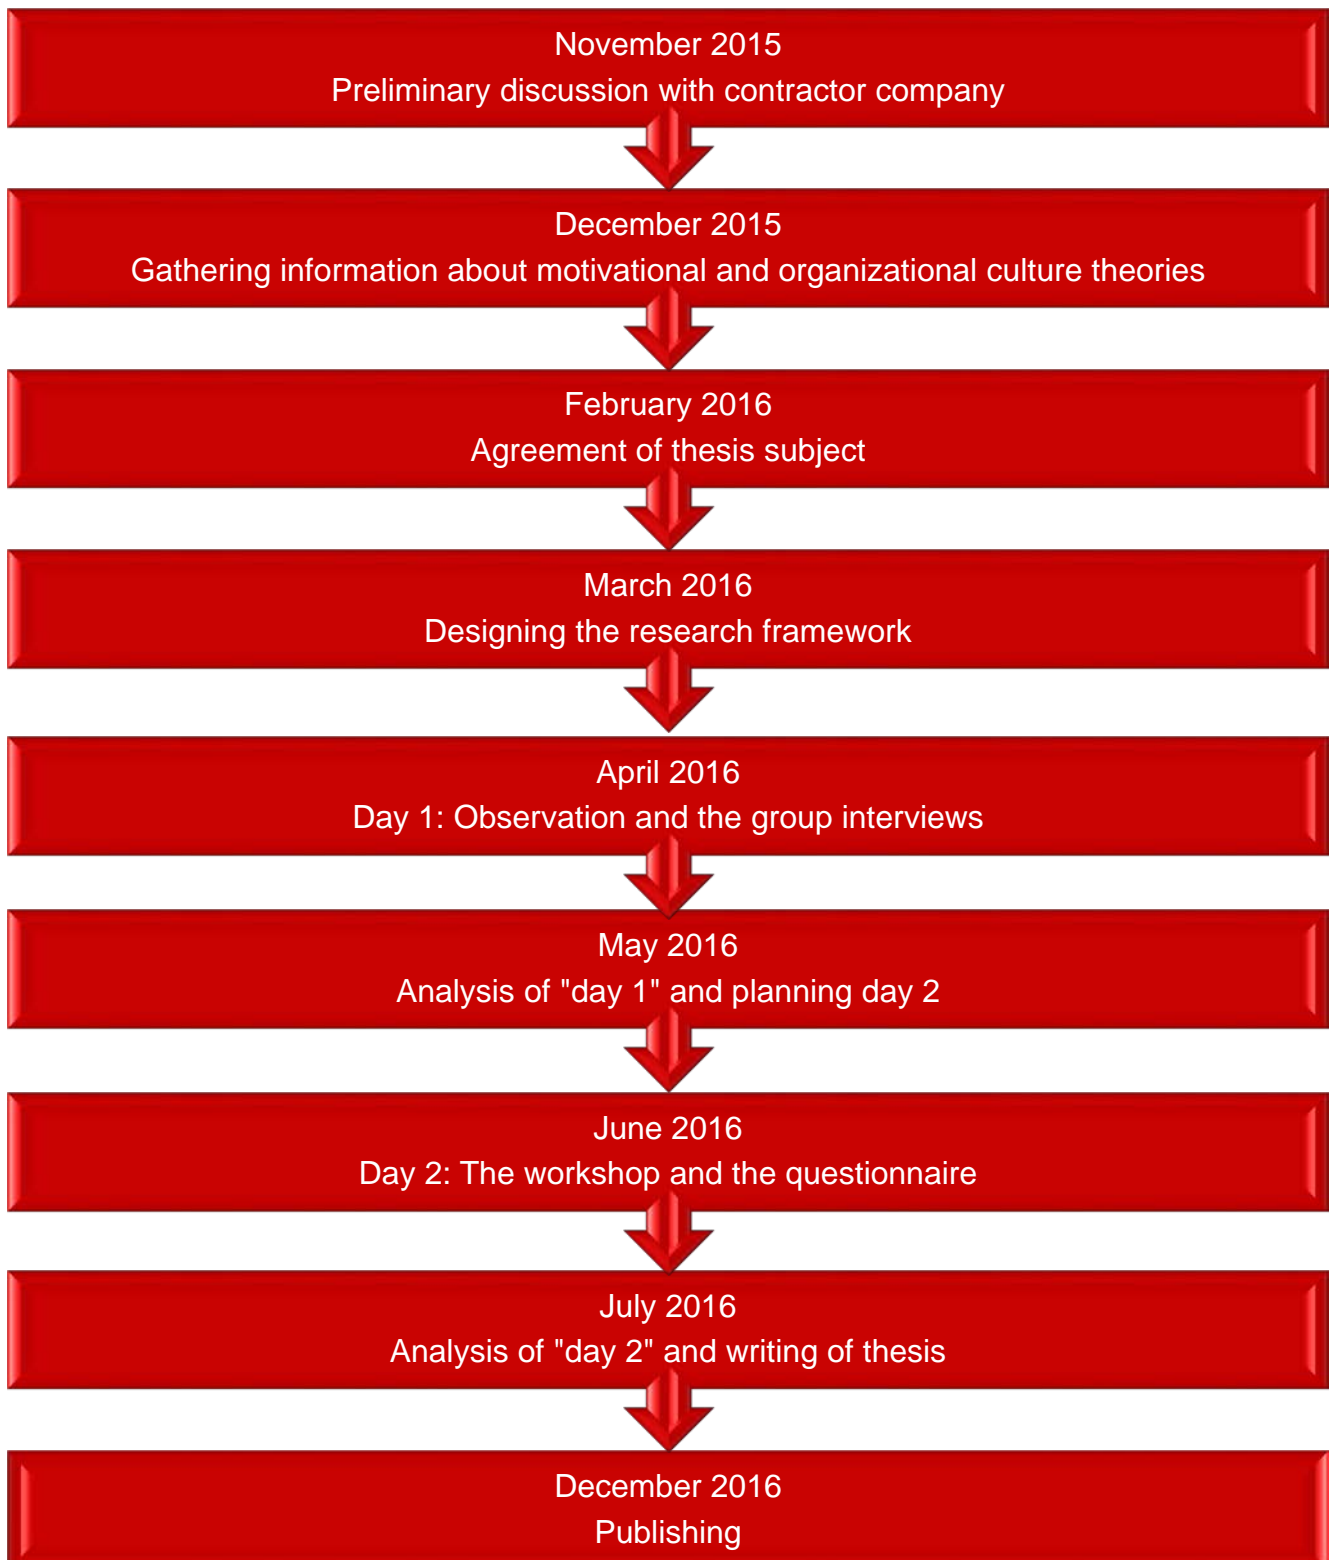 November 2015
Preliminary discussion with contractor company
December 2015
Gathering information about motivational and organizational culture theories
February 2016
Agreement of thesis subject
March 2016
Designing the research framework
April 2016
Day 1: Observation and the group interviews
May 2016
Analysis of "day 1" and planning day 2
June 2016
Day 2: The workshop and the questionnaire
July 2016
Analysis of "day 2" and writing of thesis
December 2016
Publishing